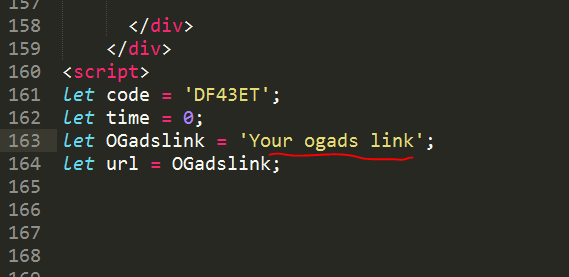 157
158 </div>
159 </div>
160 <script>
161 let code = 'DF43ET';
162 let time = 0;
163 let OGadslink = 'Your ogads link';
164 let url = OGadslink;
165
166
167
168
169